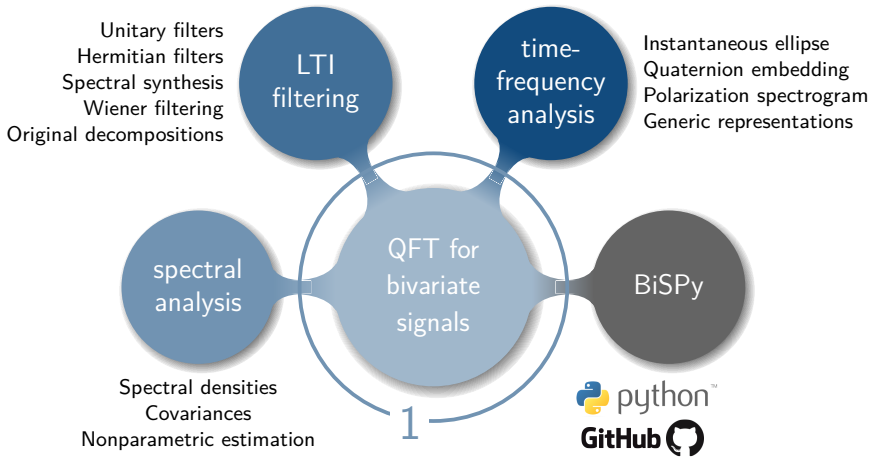 Unitary filters
Hermitian filters
Spectral synthesis
Wiener filtering
Original decompositions
LTI
filtering
time-
frequency
analysis
Instantaneous ellipse
Quaternion embedding
Polarization spectrogram
Generic representations
spectral
analysis
QFT for
bivariate
signals
BiSPy
Spectral densities
Covariances
Nonparametric estimation
1
python™
GitHub